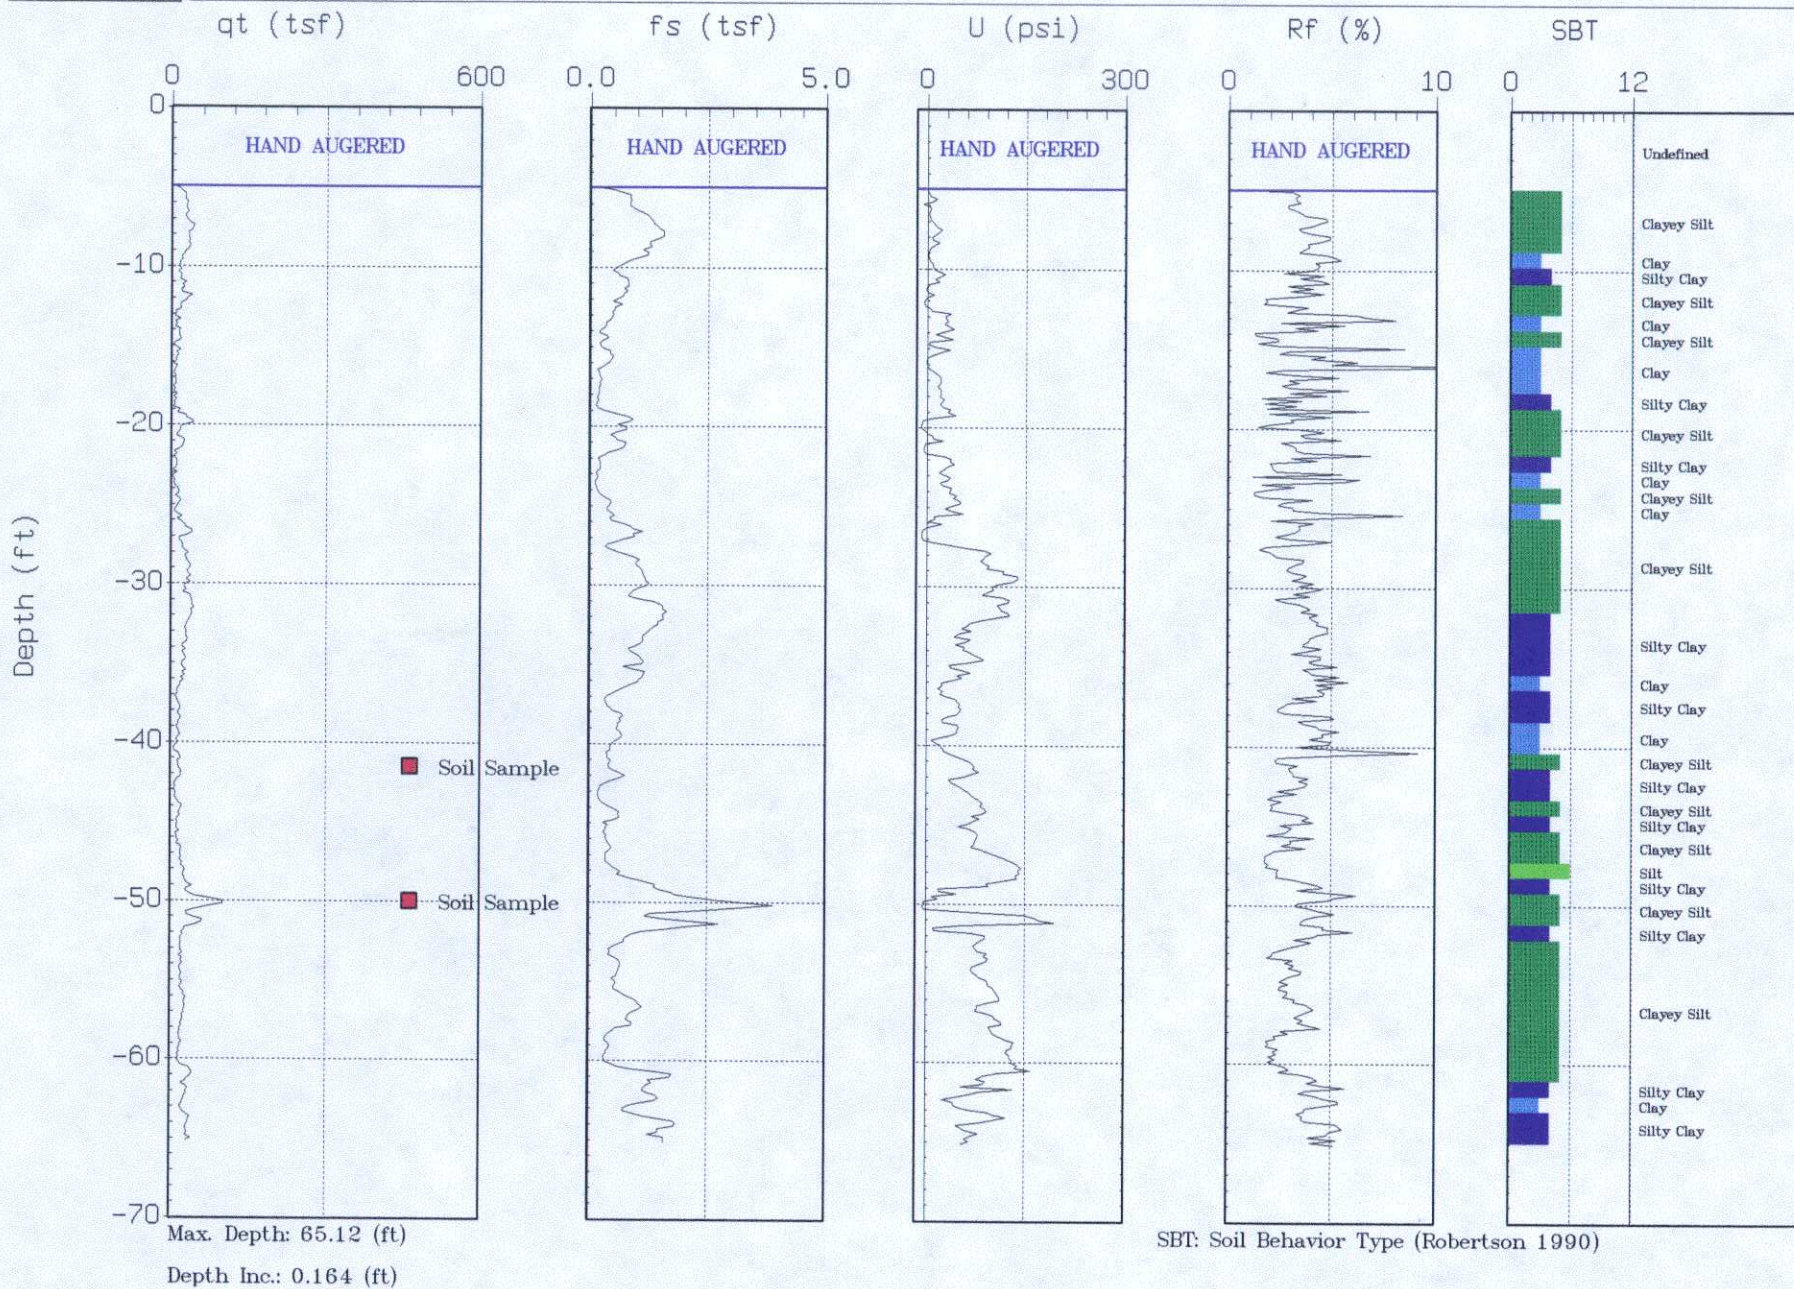 qt (tsf) fs (tsf) U (psi) Rf (%) SBT
0 600 0.0 5.0 0 300 0 10 0 12
0
HAND AUGERED HAND AUGERED HAND AUGERED HAND AUGERED
Undefined
Clayey Silt
-10
Clay
Silty Clay
Clayey Silt
Clay
Clayey Silt
Clay
Silty Clay
-20
Clayey Silt
Silty Clay
Clay
Clayey Silt
Clay
Depth (ft)
-30
Clayey Silt
Silty Clay
Clay
Silty Clay
-40
Clay
Soil Sample
Clayey Silt
Silty Clay
Clayey Silt
Silty Clay
Clayey Silt
Silt
Silty Clay
-50
Soil Sample
Clayey Silt
Silty Clay
Clayey Silt
-60
Silty Clay
Clay
Silty Clay
-70
Max. Depth: 65.12 (ft)
SBT: Soil Behavior Type (Robertson 1990)
Depth Inc.: 0.164 (ft)